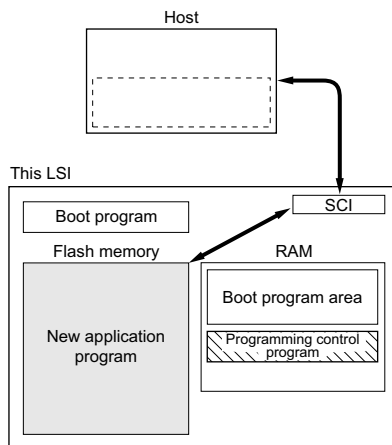 Host
This LSI
SCI
Boot program
Flash memory
RAM
New application
program
Boot program area
Programming control
program